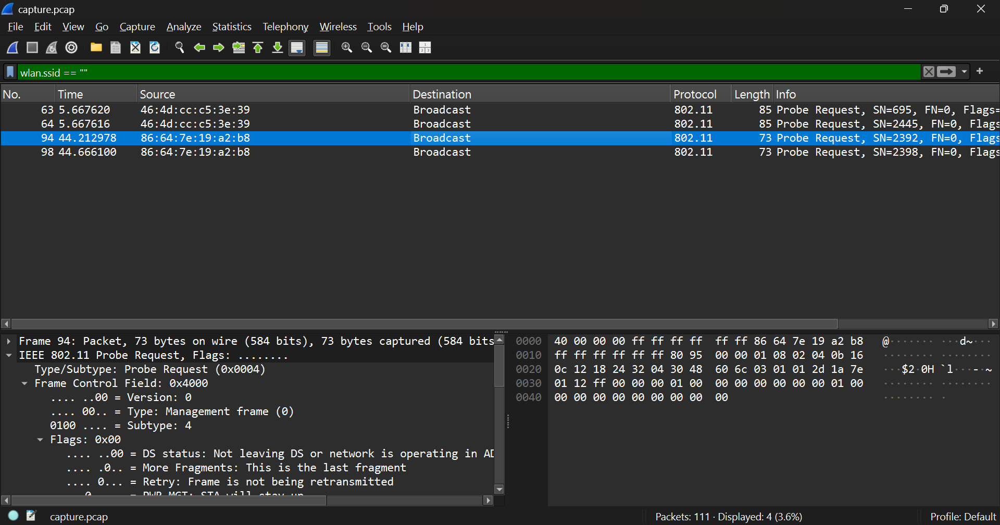 capture.pcap
File Edit View Go Capture Analyze Statistics Telephony Wireless Tools Help
wlan.ssid == ""
No. Time Source Destination Protocol Length Info
63 5.667620 46:4d:cc:c5:3e:39 Broadcast 802.11 85 Probe Request, SN=695, FN=0, Flags=
64 5.667616 46:4d:cc:c5:3e:39 Broadcast 802.11 85 Probe Request, SN=2445, FN=0, Flags
94 44.212978 86:64:7e:19:a2:b8 Broadcast 802.11 73 Probe Request, SN=2392, FN=0, Flags
98 44.666100 86:64:7e:19:a2:b8 Broadcast 802.11 73 Probe Request, SN=2398, FN=0, Flags
Frame 94: Packet, 73 bytes on wire (584 bits), 73 bytes captured (584 bits
IEEE 802.11 Probe Request, Flags: ........
Type/Subtype: Probe Request (0x0004)
Frame Control Field: 0x4000
.... ..00 = Version: 0
.... 00.. = Type: Management frame (0)
0100 .... = Subtype: 4
Flags: 0x00
.... ..00 = DS status: Not leaving DS or network is operating in AD
.... .0.. = More Fragments: This is the last fragment
.... 0... = Retry: Frame is not being retransmitted
...0 .... = PWR MGT: STA will stay up
0000 40 00 00 00 ff ff ff ff ff ff 86 64 7e 19 a2 b8 @······· ···d~···
0010 ff ff ff ff ff ff 80 95 00 00 01 08 02 04 0b 16 ········ ········
0020 0c 12 18 24 32 04 30 48 60 6c 03 01 01 2d 1a 7e ···$2·0H `l···-·~
0030 01 12 ff 00 00 00 01 00 00 00 00 00 00 00 01 00 ········ ········
0040 00 00 00 00 00 00 00 00 00 ········ ·
capture.pcap
Packets: 111 · Displayed: 4 (3.6%)
Profile: Default